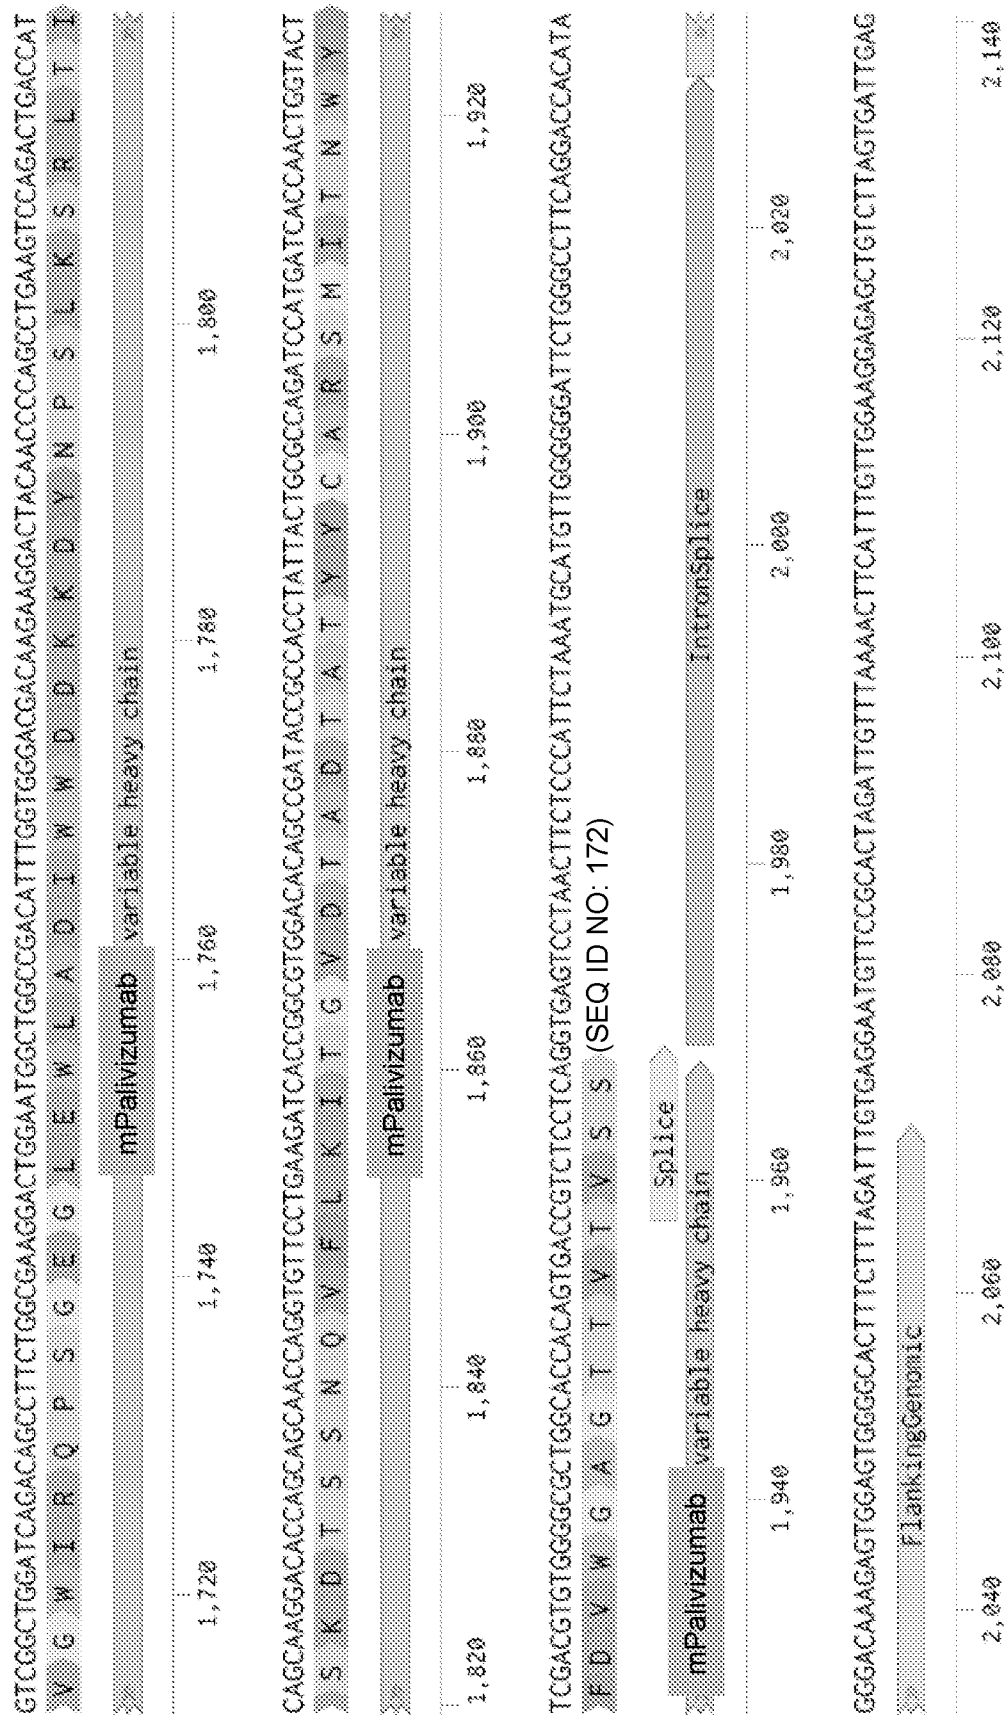 GTCGGCTGGATCAGACAGCCTTCTGGCGAAGGACTGGAATGGCTGGCCGACATTTGGTGGGACGACAAGAAGGACTACAACCCCAGCCTGAAGTCCAGACTGACCAT
V G W I R Q P S G E G L E W L A D I W W D D K K D Y N P S L K S R L T I
mPalivizumab variable heavy chain
1,720 1,740 1,760 1,780 1,800
CAGCAAGGACACCAGCAGCAACCAGGTGTTCCTGAAGATCACCGGCGTGGACACAGCCGATACCGCCACCTATTACTGCGCCAGATCCATGATCACCAACTGGTACT
S K D T S S N Q V F L K I T G V D T A D T A T Y Y C A R S M I T N W Y
mPalivizumab variable heavy chain
1,820 1,840 1,860 1,880 1,900 1,920
TCGACGTGTGGGGCGCTGGCACCACAGTGACCGTCTCCTCAGGTGAGTCCTAACTTCTCCCATTCTAAATGCATGTTGGGGGGATTCTGGGCCTTCAGGACCACATA
F D V W G A G T T V T V S S (SEQ ID NO: 172)
Splice
mPalivizumab variable heavy chain IntronSplice
1,940 1,960 1,980 2,000 2,020
GGGACAAAGAGTGGAGTGGGGCACTTTCTTTAGATTTGTGAGGAATGTTCCGCACTAGATTGTTTAAAACTTCATTTGTTGGAAGGAGAGCTGTCTTAGTGATTGAG
FlankingGenomic
2,040 2,060 2,080 2,100 2,120 2,140